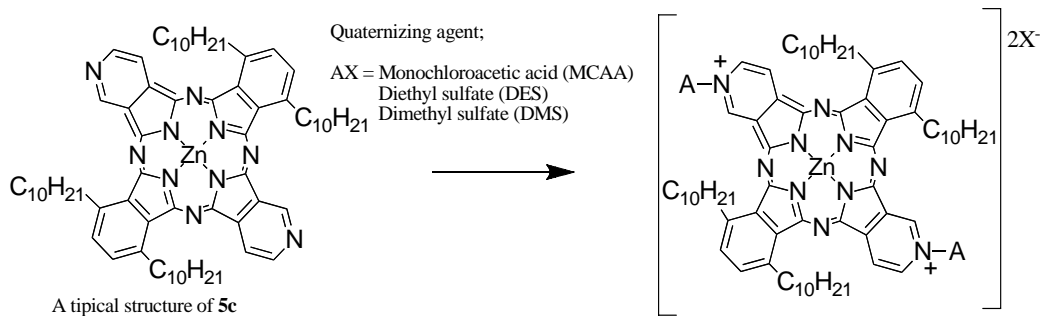 C10H21
N
N
N
N
C10H21
N
N
Zn
N
N
N
N
C10H21
N
N
C10H21
A tipical structure of 5c
Quaternizing agent;
AX = Monochloroacetic acid (MCAA)
Diethyl sulfate (DES)
Dimethyl sulfate (DMS)
2X-
C10H21
+
A-N
N
C10H21
N
N
N
Zn
N
N
N
C10H21
N
N-A
+
C10H21